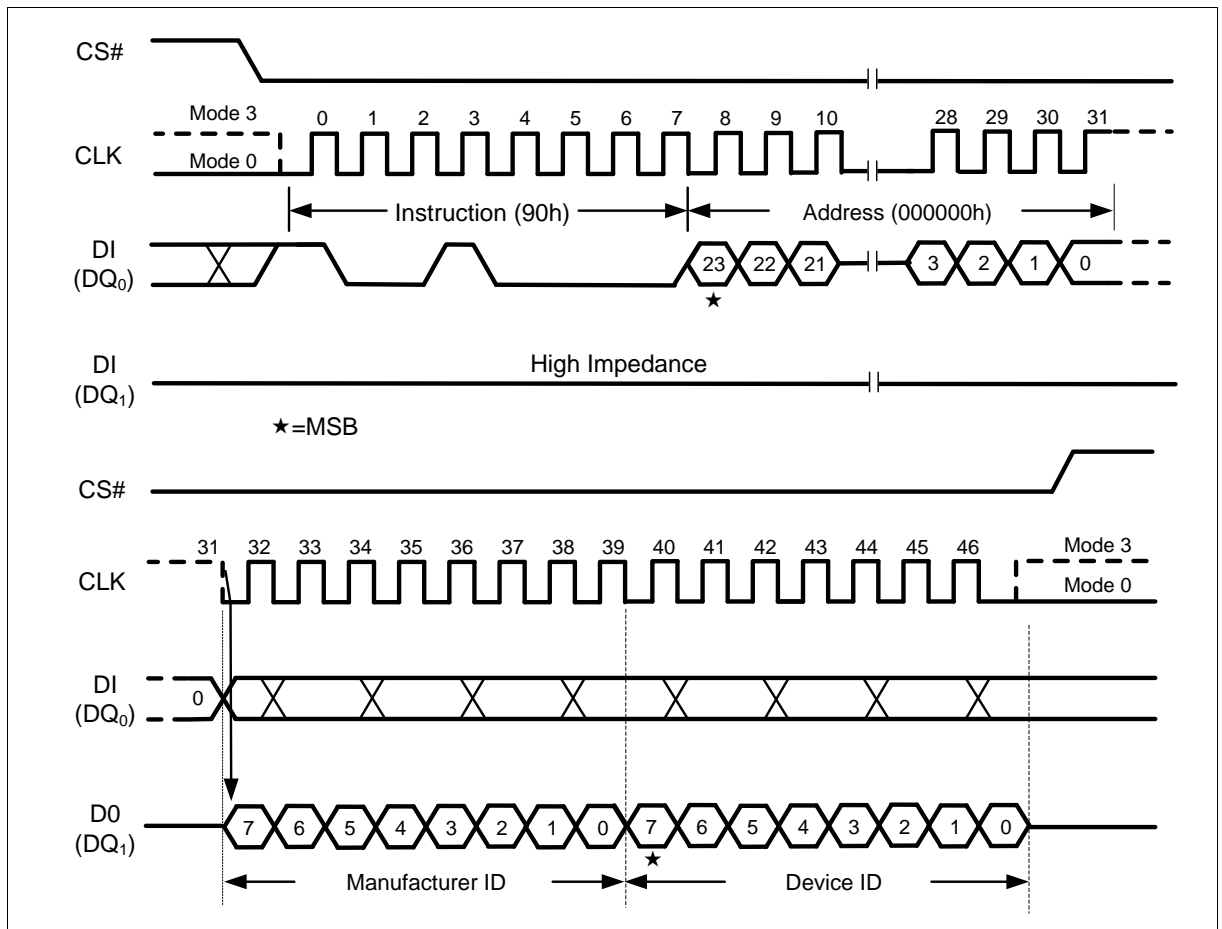 CS#
Mode 3
0 1 2 3 4 5 6 7 8 9 10 28 29 30 31
CLK
Mode 0
Instruction (90h) Address (000000h)
DI
(DQ0)
23 22 21 3 2 1 0
★
DI
(DQ1)
High Impedance
★=MSB
CS#
31 32 33 34 35 36 37 38 39 40 41 42 43 44 45 46
Mode 3
CLK
Mode 0
DI
(DQ0)
0
D0
(DQ1)
7 6 5 4 3 2 1 0 7 6 5 4 3 2 1 0
★
Manufacturer ID Device ID